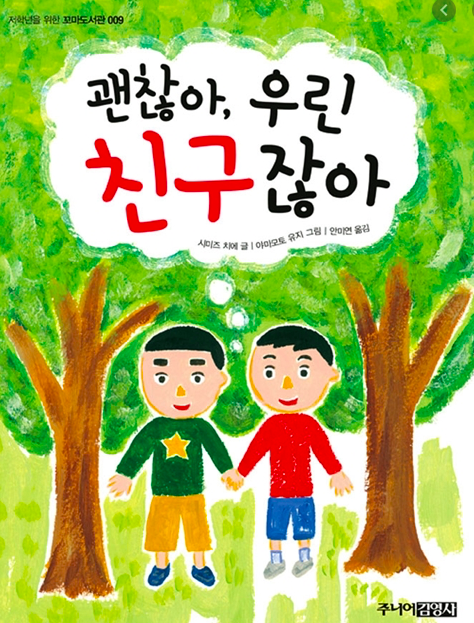 저학년을 위한 꼬마도서관 009
괜찮아, 우린
친구잖아
시미즈 치에 글 | 야마모토 유지 그림 | 안미연 옮김
주니어김영사